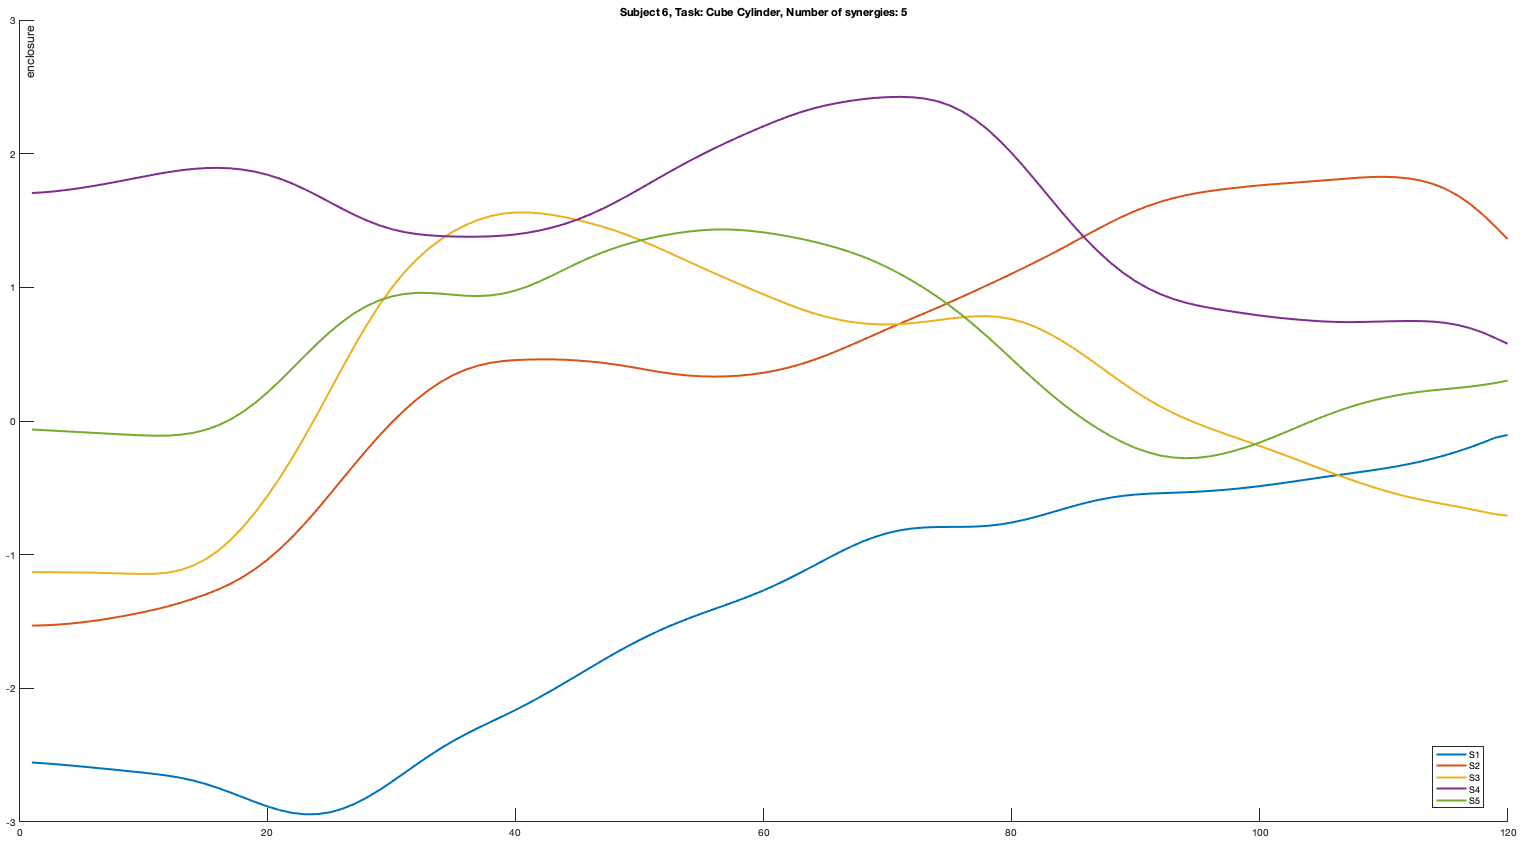 Subject 6, Task: Cube Cylinder, Number of synergies: 5
enclosure
3
2
1
0
-1
-2
-3
0 20 40 60 80 100 120
S1
S2
S3
S4
S5